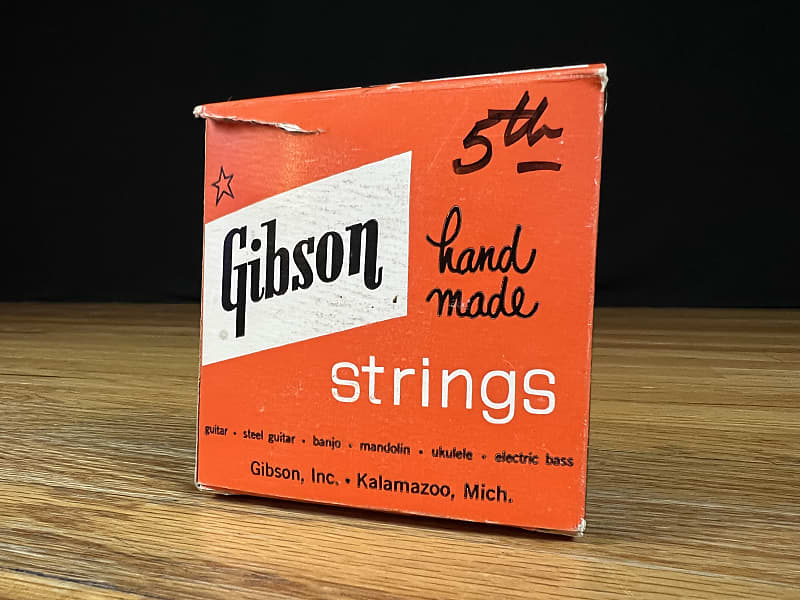 5th
Gibson
hand
made
strings
guitar • steel guitar • banjo • mandolin • ukulele • electric bass
Gibson, Inc. • Kalamazoo, Mich.